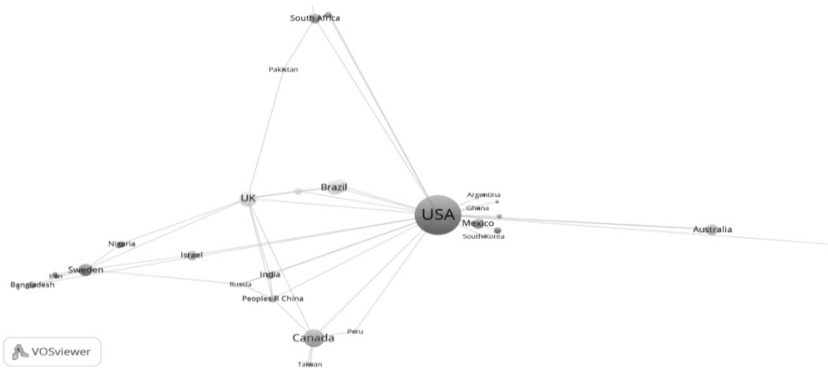 South Africa
Pakistan
Brazil
UK
Argentina
Ghana
USA
Mexico
Australia
South Korea
Nigeria
Israel
Sweden
India
Iran
Bangladesh
Russia
Peoples R China
Peru
Canada
Taiwan
VOSviewer